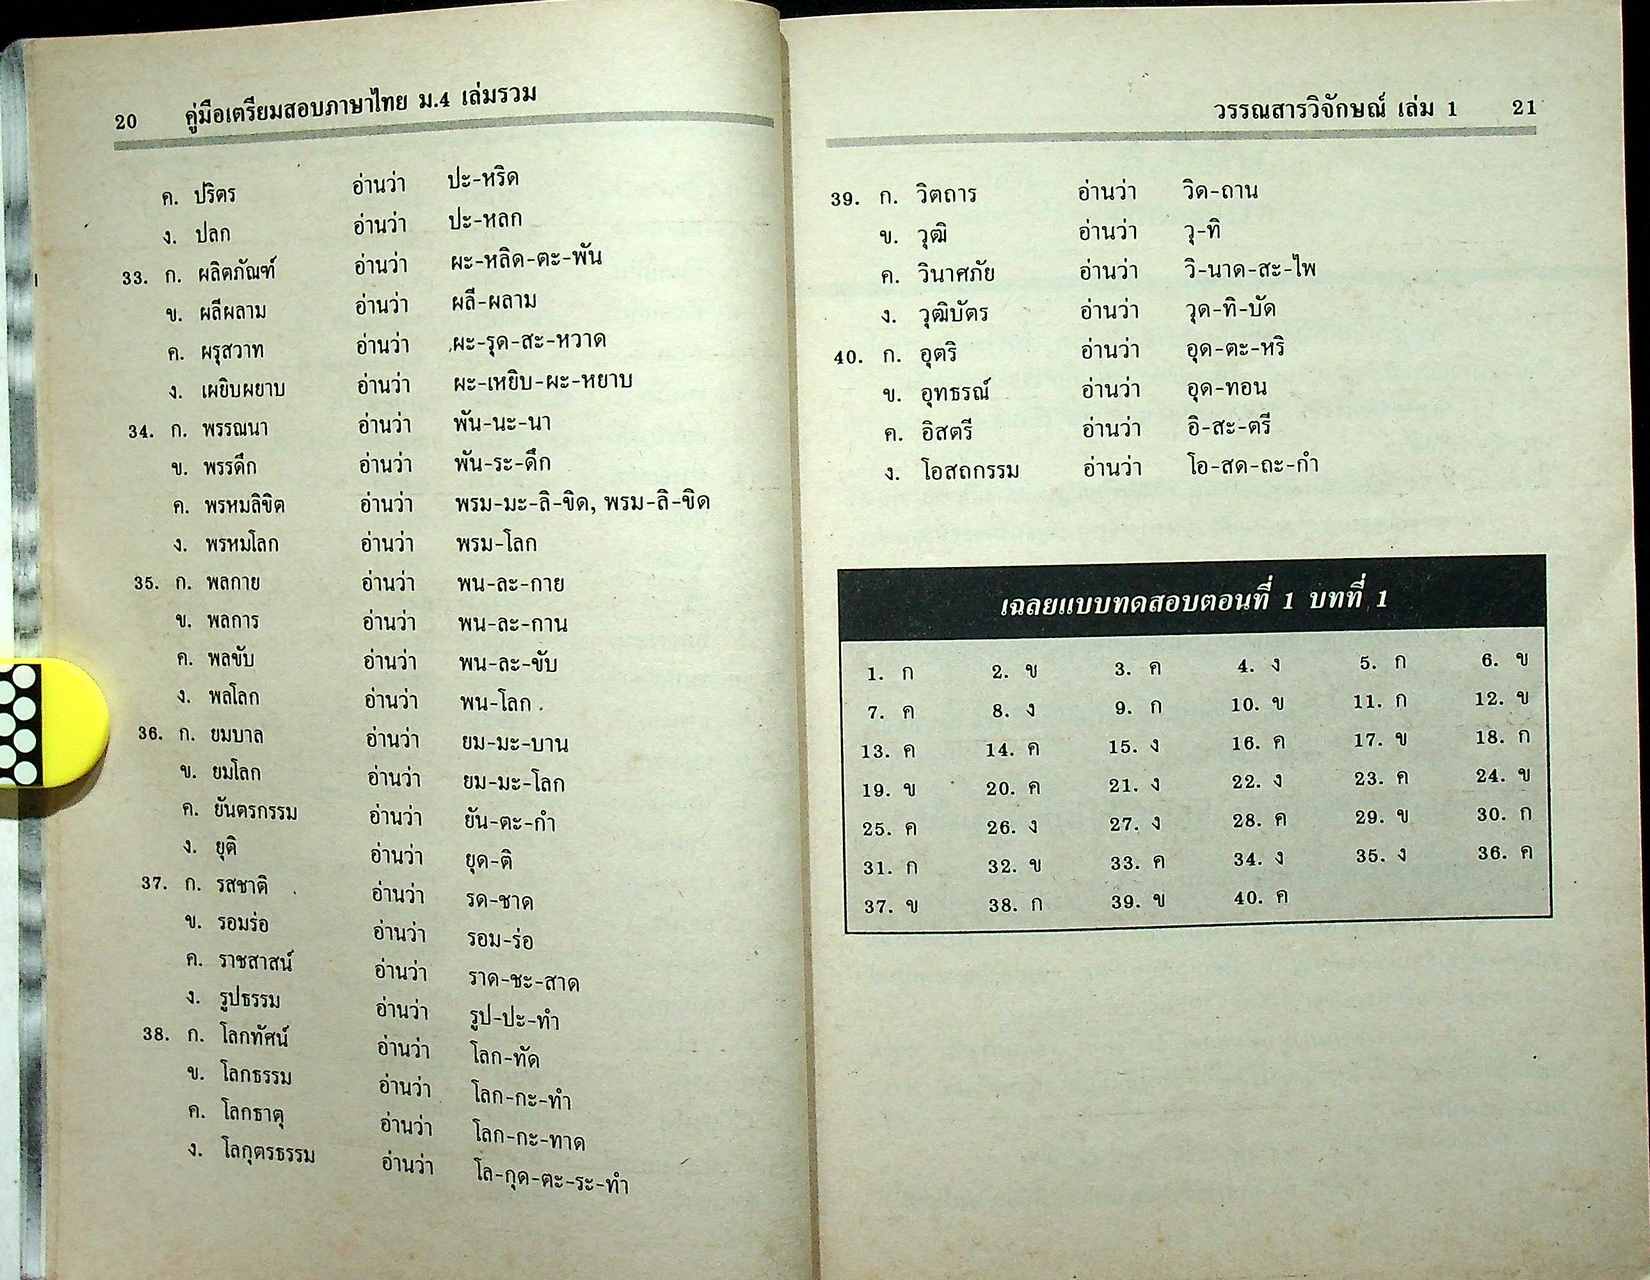 20 คู่มือเตรียมสอบภาษาไทย ม.4 เล่มรวม
ค. ปริตร อ่านว่า ปะ-หริด
ง. ปลก อ่านว่า ปะ-หลก
33. ก. ผลิตภัณฑ์ อ่านว่า ผะ-หลิด-ตะ-พัน
ข. ผลีผลาม อ่านว่า ผลี-ผลาม
ค. ผรุสวาท อ่านว่า ผะ-รุด-สะ-หวาด
ง. เผยิบผยาบ อ่านว่า ผะ-เหยิบ-ผะ-หยาบ
34. ก. พรรณนา อ่านว่า พัน-นะ-นา
ข. พรรดึก อ่านว่า พัน-ระ-ดึก
ค. พรหมลิขิต อ่านว่า พรม-มะ-ลิ-ขิด, พรม-ลิ-ขิด
ง. พรหมโลก อ่านว่า พรม-โลก
35. ก. พลกาย อ่านว่า พน-ละ-กาย
ข. พลการ อ่านว่า พน-ละ-กาน
ค. พลขับ อ่านว่า พน-ละ-ขับ
ง. พลโลก อ่านว่า พน-โลก
36. ก. ยมบาล อ่านว่า ยม-มะ-บาน
ข. ยมโลก อ่านว่า ยม-มะ-โลก
ค. ยันตรกรรม อ่านว่า ยัน-ตะ-กำ
ง. ยุติ อ่านว่า ยุด-ติ
37. ก. รสชาติ อ่านว่า รด-ชาด
ข. รอมร่อ อ่านว่า รอม-ร่อ
ค. ราชสาสน์ อ่านว่า ราด-ชะ-สาด
ง. รูปธรรม อ่านว่า รูป-ปะ-ทำ
38. ก. โลกทัศน์ อ่านว่า โลก-ทัด
ข. โลกธรรม อ่านว่า โลก-กะ-ทำ
ค. โลกธาตุ อ่านว่า โลก-กะ-ทาด
ง. โลกุตรธรรม อ่านว่า โล-กุด-ตะ-ระ-ทำ
วรรณสารวิจักษณ์ เล่ม 1 21
39. ก. วิตถาร อ่านว่า วิด-ถาน
ข. วุฒิ อ่านว่า วุ-ทิ
ค. วินาศภัย อ่านว่า วิ-นาด-สะ-ไพ
ง. วุฒิบัตร อ่านว่า วุด-ทิ-บัด
40. ก. อุตริ อ่านว่า อุด-ตะ-หริ
ข. อุทธรณ์ อ่านว่า อุด-ทอน
ค. อิสตรี อ่านว่า อิ-สะ-ตรี
ง. โอสถกรรม อ่านว่า โอ-สด-ถะ-กำ
เฉลยแบบทดสอบตอนที่ 1 บทที่ 1
1. ก 2. ข 3. ค 4. ง 5. ก 6. ข
7. ค 8. ง 9. ก 10. ข 11. ก 12. ข
13. ค 14. ค 15. ง 16. ค 17. ข 18. ก
19. ข 20. ค 21. ง 22. ง 23. ค 24. ข
25. ค 26. ง 27. ง 28. ค 29. ข 30. ก
31. ก 32. ข 33. ค 34. ง 35. ง 36. ค
37. ข 38. ก 39. ข 40. ค